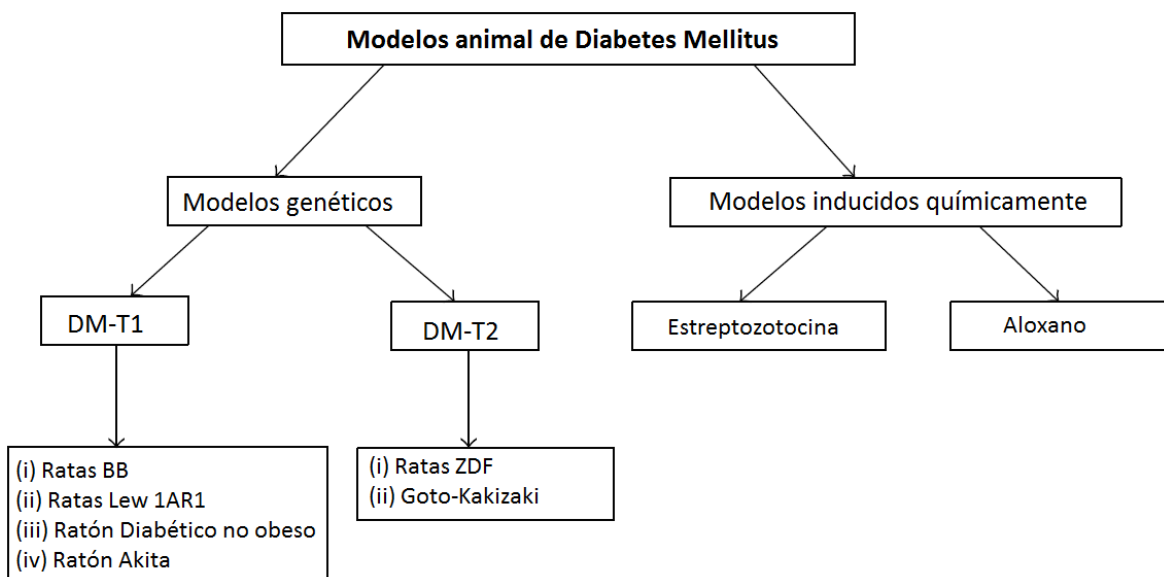 Modelos animal de Diabetes Mellitus
Modelos genéticos
Modelos inducidos químicamente
DM-T1
DM-T2
Estreptozotocina
Aloxano
(i) Ratas BB
(ii) Ratas Lew 1AR1
(iii) Ratón Diabético no obeso
(iv) Ratón Akita
(i) Ratas ZDF
(ii) Goto-Kakizaki